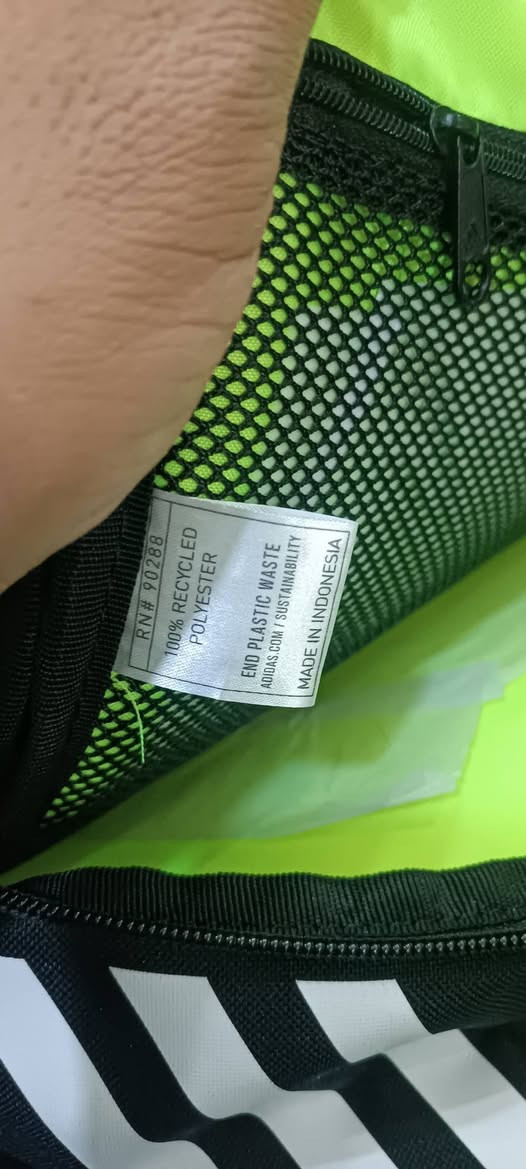 RN# 90288
100% RECYCLED
POLYESTER
END PLASTIC WASTE
ADIDAS.COM / SUSTAINABILITY
MADE IN INDONESIA